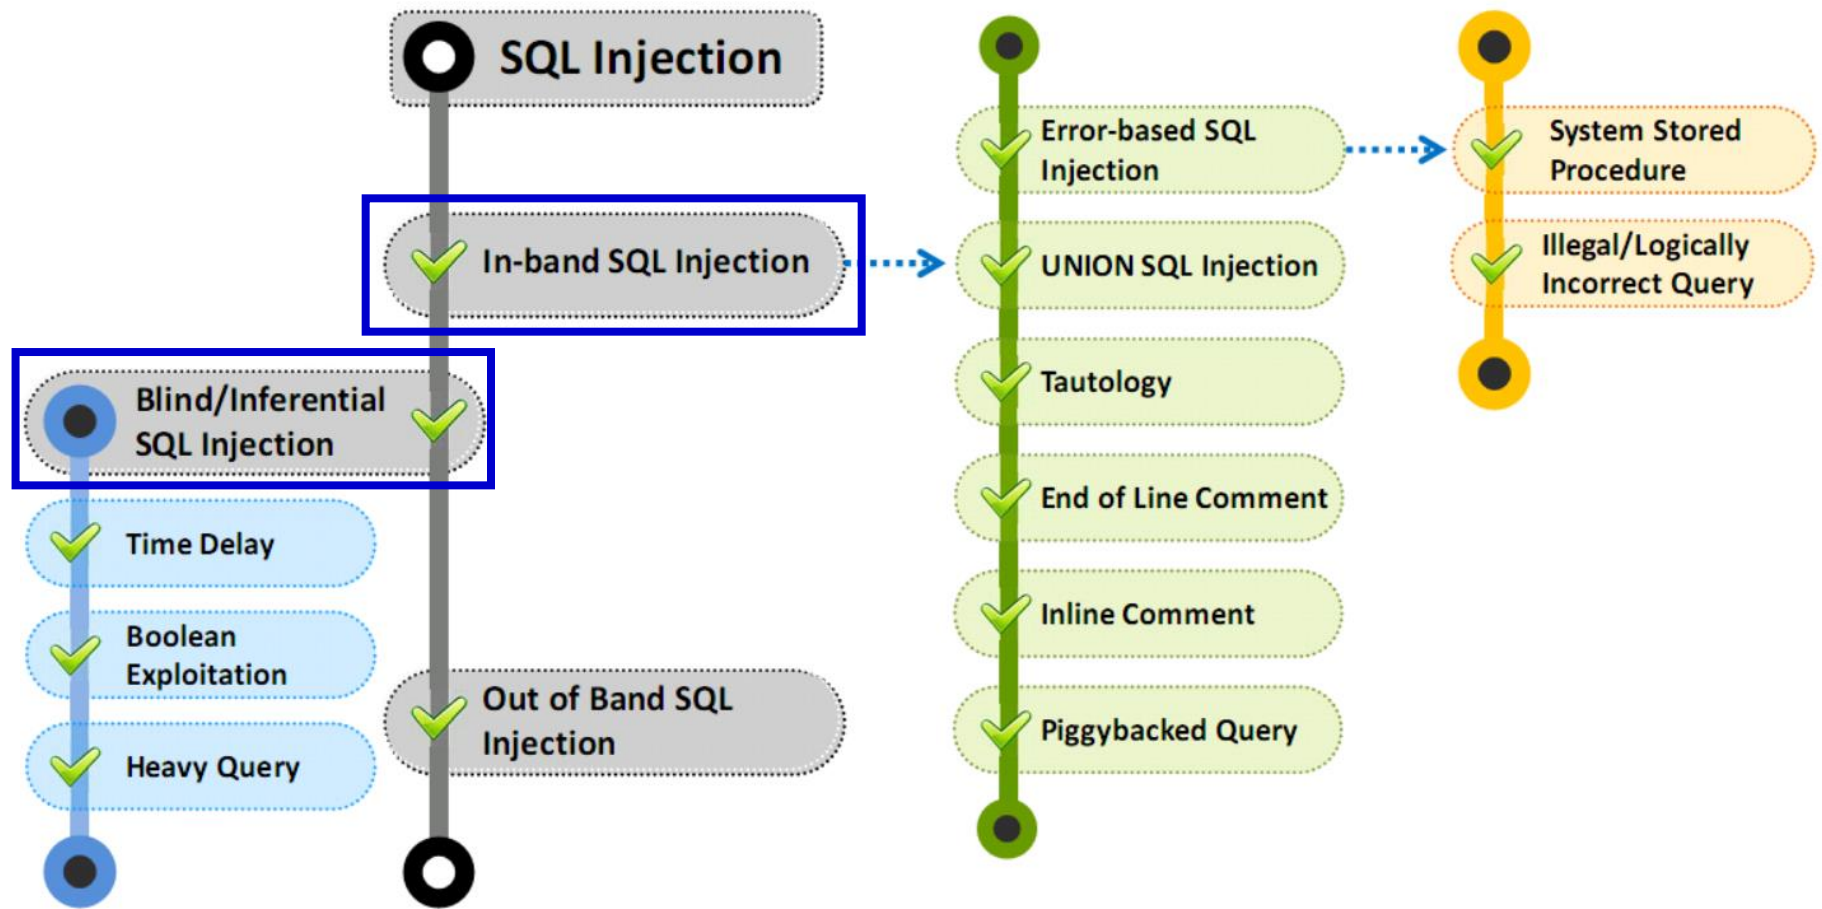 SQL Injection
In-band SQL Injection
Blind/Inferential
SQL Injection
Time Delay
Boolean
Exploitation
Heavy Query
Out of Band SQL
Injection
Error-based SQL
Injection
UNION SQL Injection
Tautology
End of Line Comment
Inline Comment
Piggybacked Query
System Stored
Procedure
Illegal/Logically
Incorrect Query